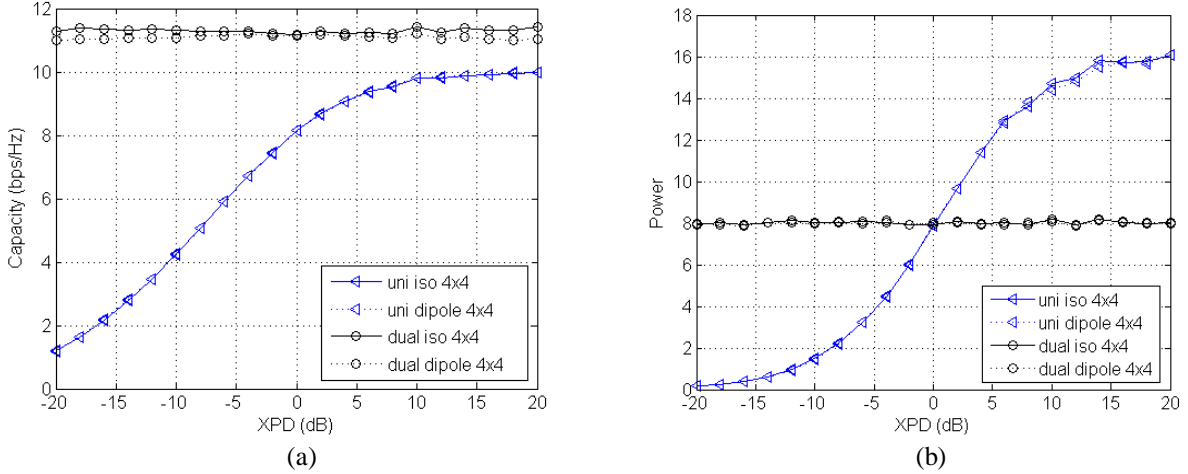 12
10
8
6
4
2
0
Capacity (bps/Hz)
-20 -15 -10 -5 0 5 10 15 20
XPD (dB)
uni iso 4x4
uni dipole 4x4
dual iso 4x4
dual dipole 4x4
(a)
18
16
14
12
10
8
6
4
2
0
Power
-20 -15 -10 -5 0 5 10 15 20
XPD (dB)
uni iso 4x4
uni dipole 4x4
dual iso 4x4
dual dipole 4x4
(b)